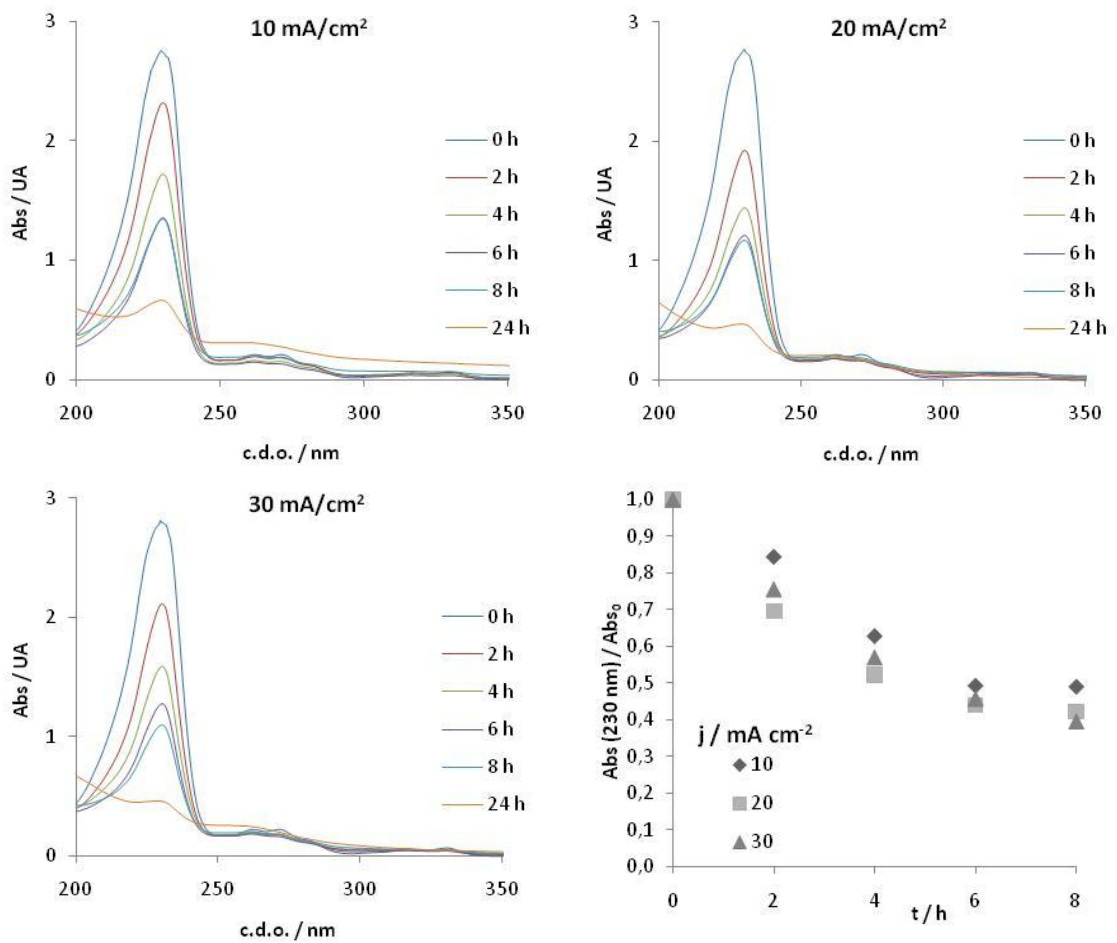 10 mA/cm²
3
2
1
0
Abs / UA
200
250
300
350
c.d.o. / nm
0 h
2 h
4 h
6 h
8 h
24 h
20 mA/cm²
3
2
1
0
Abs / UA
200
250
300
350
c.d.o. / nm
0 h
2 h
4 h
6 h
8 h
24 h
30 mA/cm²
3
2
1
0
Abs / UA
200
250
300
350
c.d.o. / nm
0 h
2 h
4 h
6 h
8 h
24 h
1,0
0,9
0,8
0,7
0,6
0,5
0,4
0,3
0,2
0,1
0,0
Abs (230 nm) / Abs₀
j / mA cm⁻²
10
20
30
0
2
4
6
8
t / h